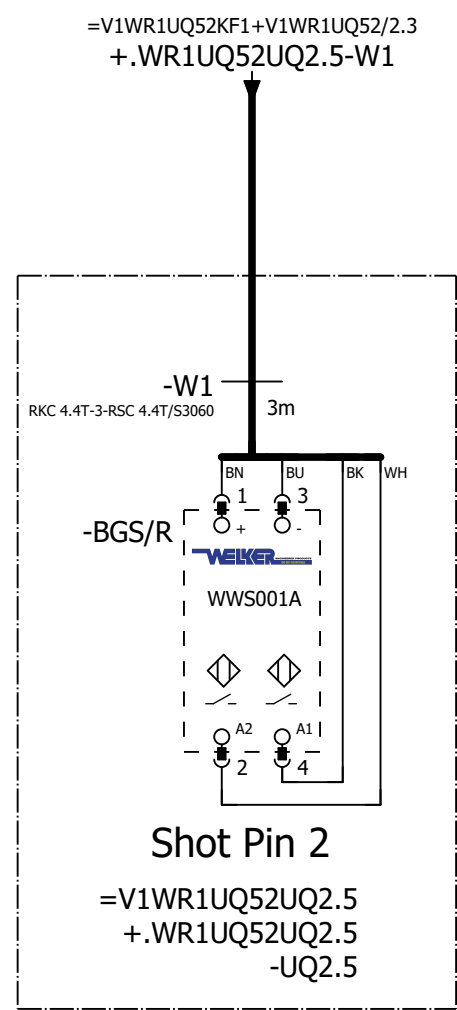 =V1WR1UQ52KF1+V1WR1UQ52/2.3
+.WR1UQ52UQ2.5-W1
-W1
RKC 4.4T-3-RSC 4.4T/S3060
3m
BN BU BK WH
1 3
-BGS/R
+ -
WELKER
WWS001A
A2 A1
2 4
Shot Pin 2
=V1WR1UQ52UQ2.5
+.WR1UQ52UQ2.5
-UQ2.5